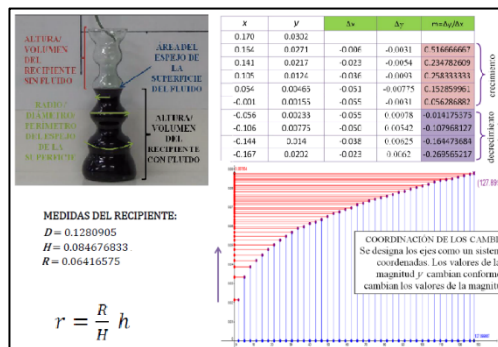 ALTURA/
VOLUMEN
DEL
RECIPIENTE
SIN FLUIDO
ÁREA DEL
ESPEJO DE
LA
SUPERFICIE
DEL FLUIDO
RADIO/
DIÁMETRO/
PERÍMETRO
DEL ESPEJO
DE LA
SUPERFICIE
ALTURA/
VOLUMEN
DEL
RECIPIENTE
CON FLUIDO
x y Δx Δy m=Δy/Δx
0.170 0.0302
0.164 0.0271 -0.006 -0.0031 0.516666667
0.141 0.0217 -0.023 -0.0054 0.234782609
0.105 0.0124 -0.036 -0.0093 0.258333333
0.054 0.00465 -0.051 -0.00775 0.152859961
-0.001 0.00155 -0.055 -0.0031 0.056286882
-0.056 0.00233 -0.055 0.00078 -0.014175375
-0.106 0.00775 -0.050 0.00542 -0.107968127
-0.144 0.014 -0.038 0.00625 -0.164473684
-0.167 0.0202 -0.023 0.0062 -0.269565217
crecimiento
decrecimiento
MEDIDAS DEL RECIPIENTE:
D = 0.1280905
H = 0.084676833
R = 0.06416575
r = R/H h
COORDINACIÓN DE LOS CAMBI
Se designa los ejes como un sistem
coordenadas. Los valores de la
magnitud y cambian conform
cambian los valores de la magnitu